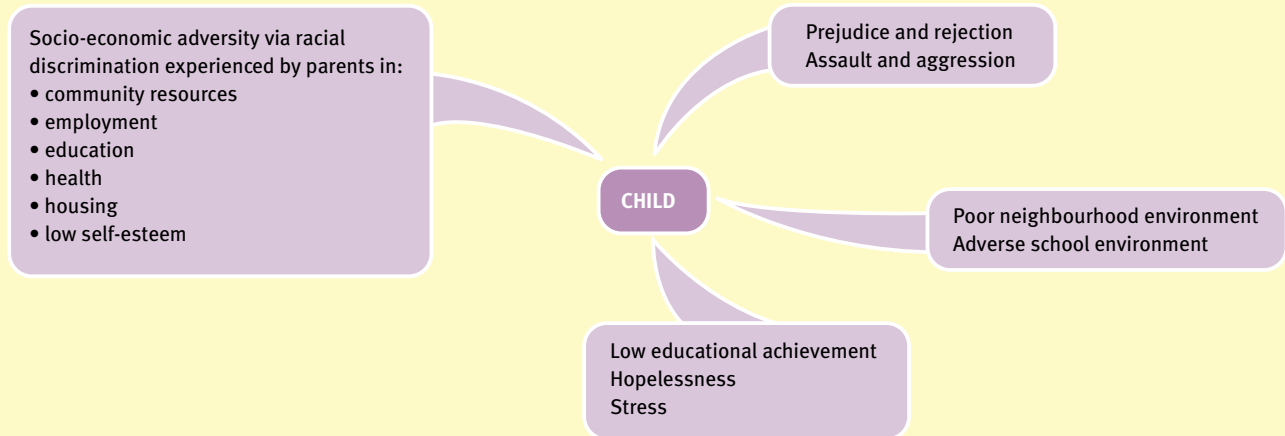 Socio-economic adversity via racial
discrimination experienced by parents in:
• community resources
• employment
• education
• health
• housing
• low self-esteem
Prejudice and rejection
Assault and aggression
CHILD
Poor neighbourhood environment
Adverse school environment
Low educational achievement
Hopelessness
Stress